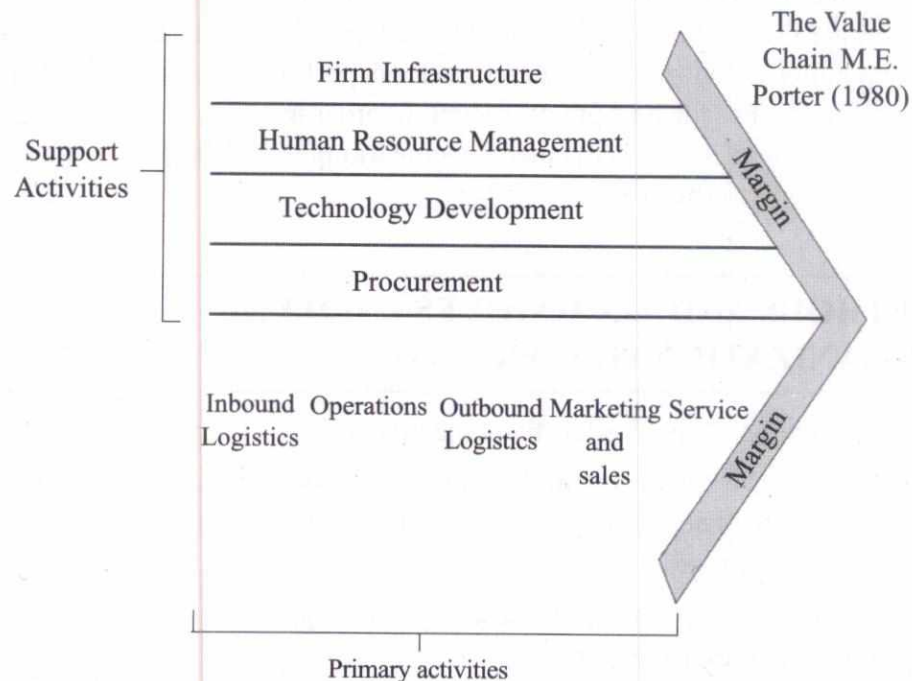 The Value
Chain M.E.
Porter (1980)
Firm Infrastructure
Human Resource Management
Technology Development
Procurement
Support
Activities
Margin
Inbound Operations Outbound Marketing Service
Logistics Logistics and
sales
Margin
Primary activities